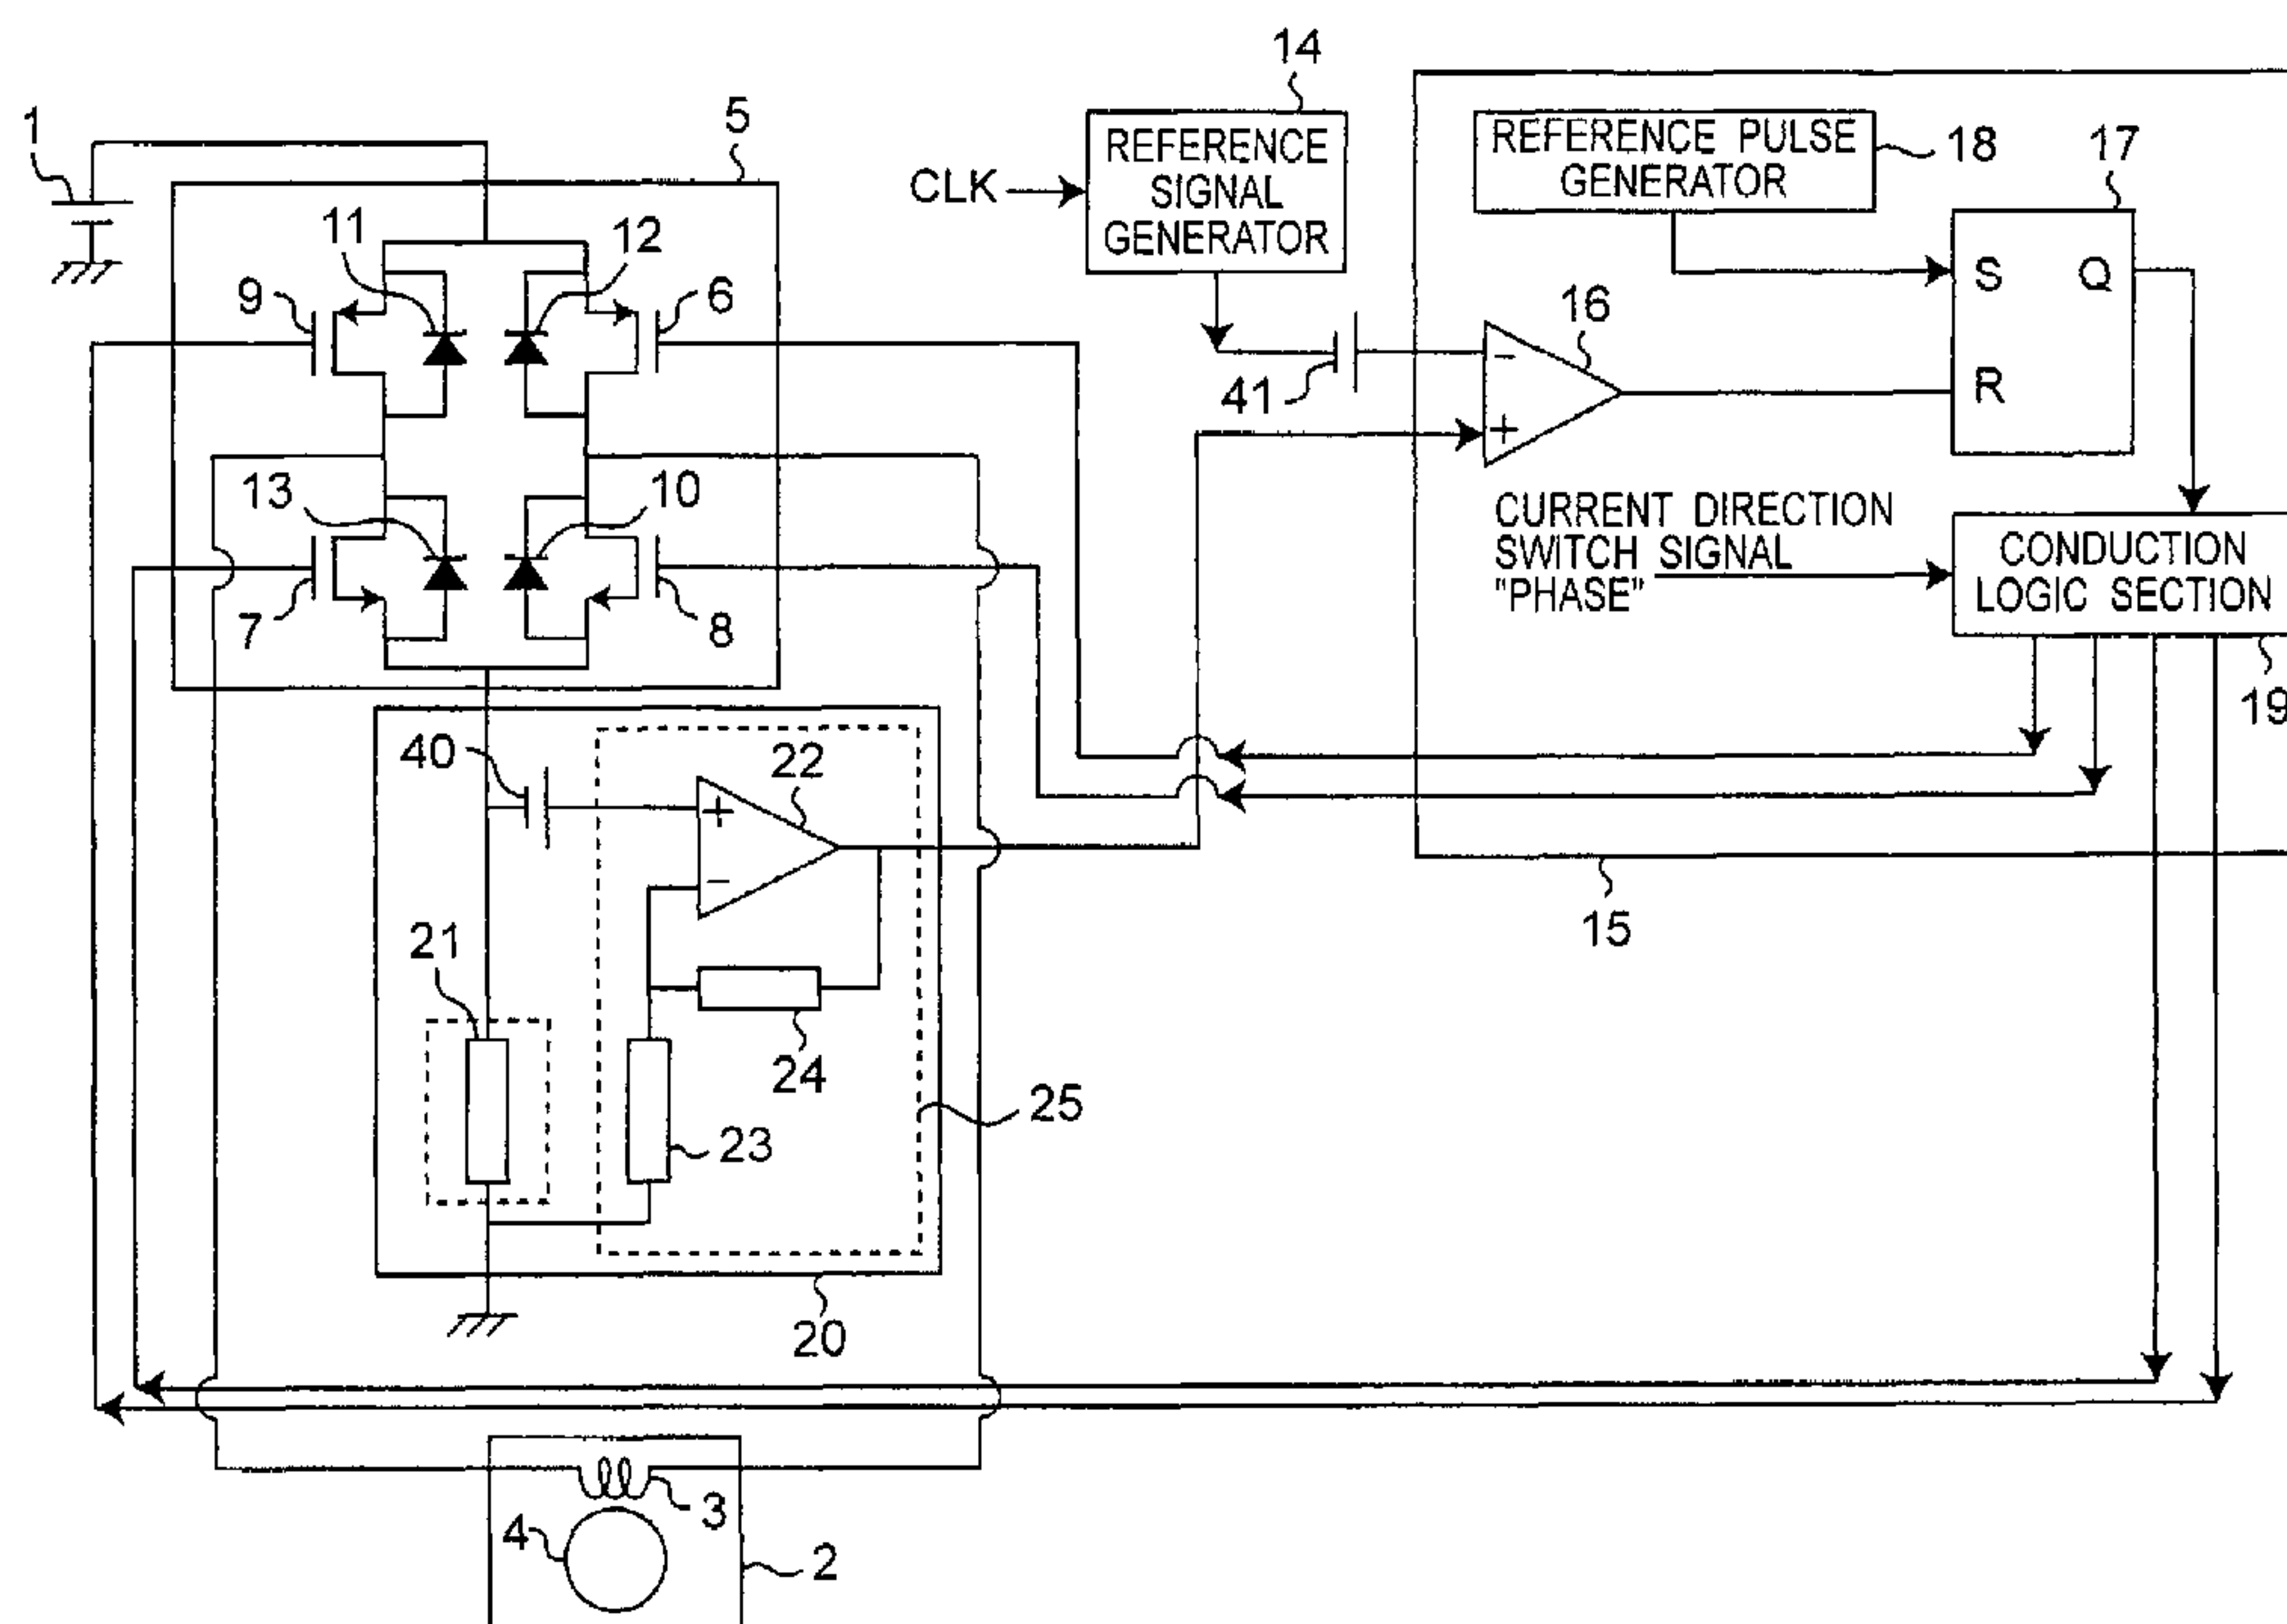 14
1
5
REFERENCE
SIGNAL
GENERATOR
CLK
REFERENCE PULSE
GENERATOR
18
17
11
12
9
6
S
Q
16
-
+
41
R
13
10
7
8
CURRENT DIRECTION
SWITCH SIGNAL
"PHASE"
CONDUCTION
LOGIC SECTION
19
40
22
+
-
15
21
24
25
23
20
3
4
2